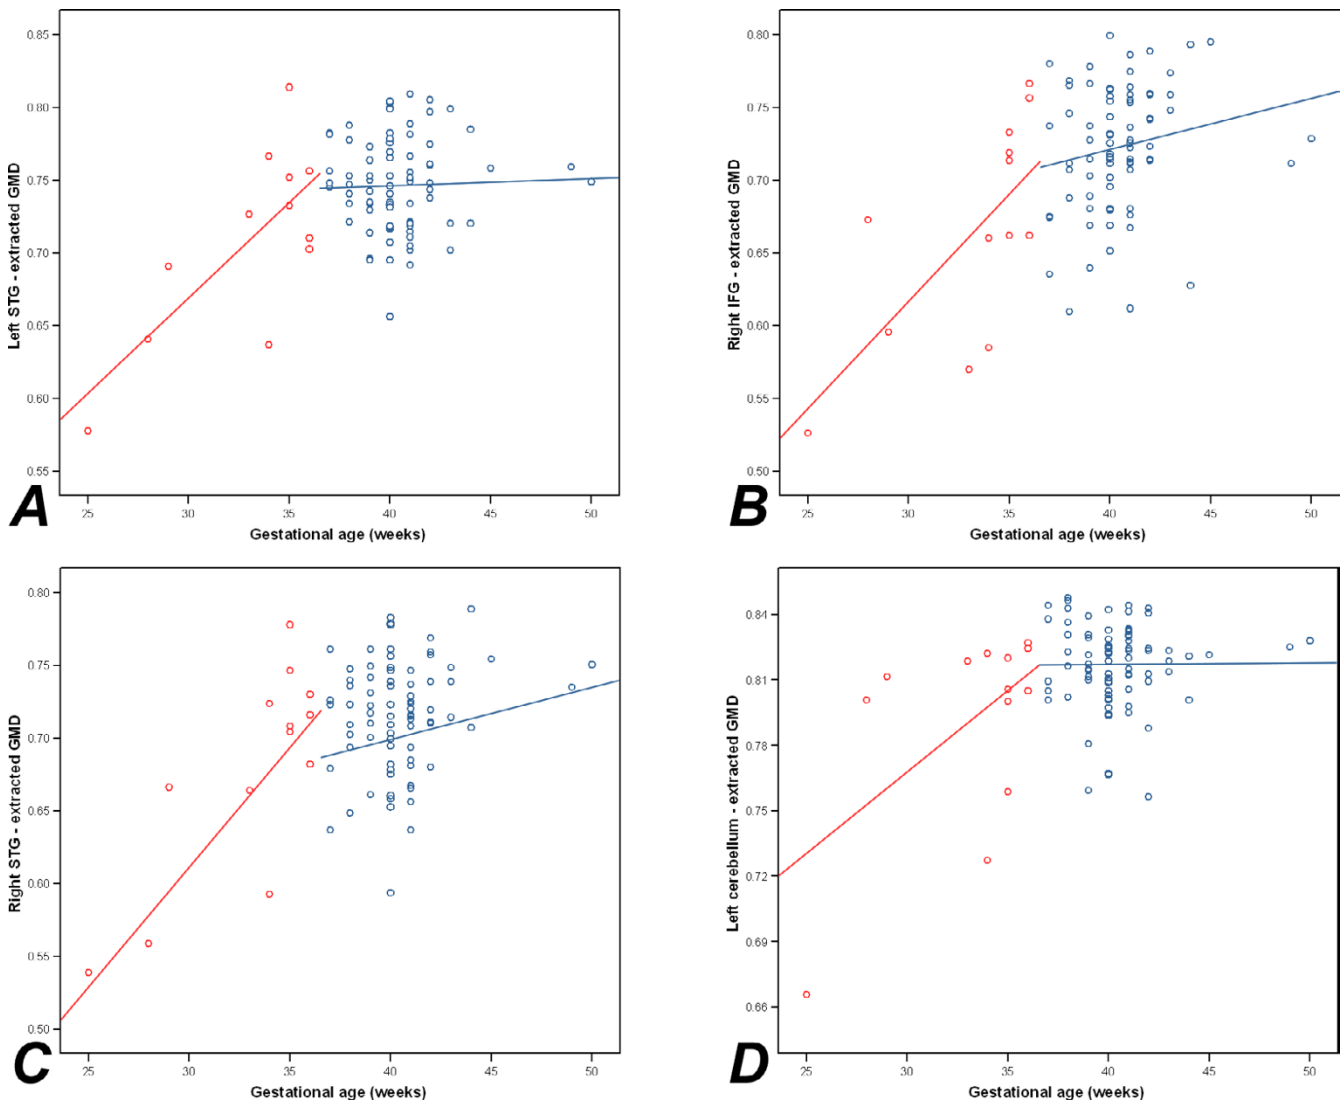 0.85
0.80
0.75
0.70
0.65
0.60
0.55
Left STG - extracted GMD
25 30 35 40 45 50
Gestational age (weeks)
A
0.80
0.75
0.70
0.65
0.60
0.55
0.50
Right IFG - extracted GMD
25 30 35 40 45 50
Gestational age (weeks)
B
0.80
0.75
0.70
0.65
0.60
0.55
0.50
Right STG - extracted GMD
25 30 35 40 45 50
Gestational age (weeks)
C
0.84
0.81
0.78
0.75
0.72
0.69
0.66
Left cerebellum - extracted GMD
25 30 35 40 45 50
Gestational age (weeks)
D